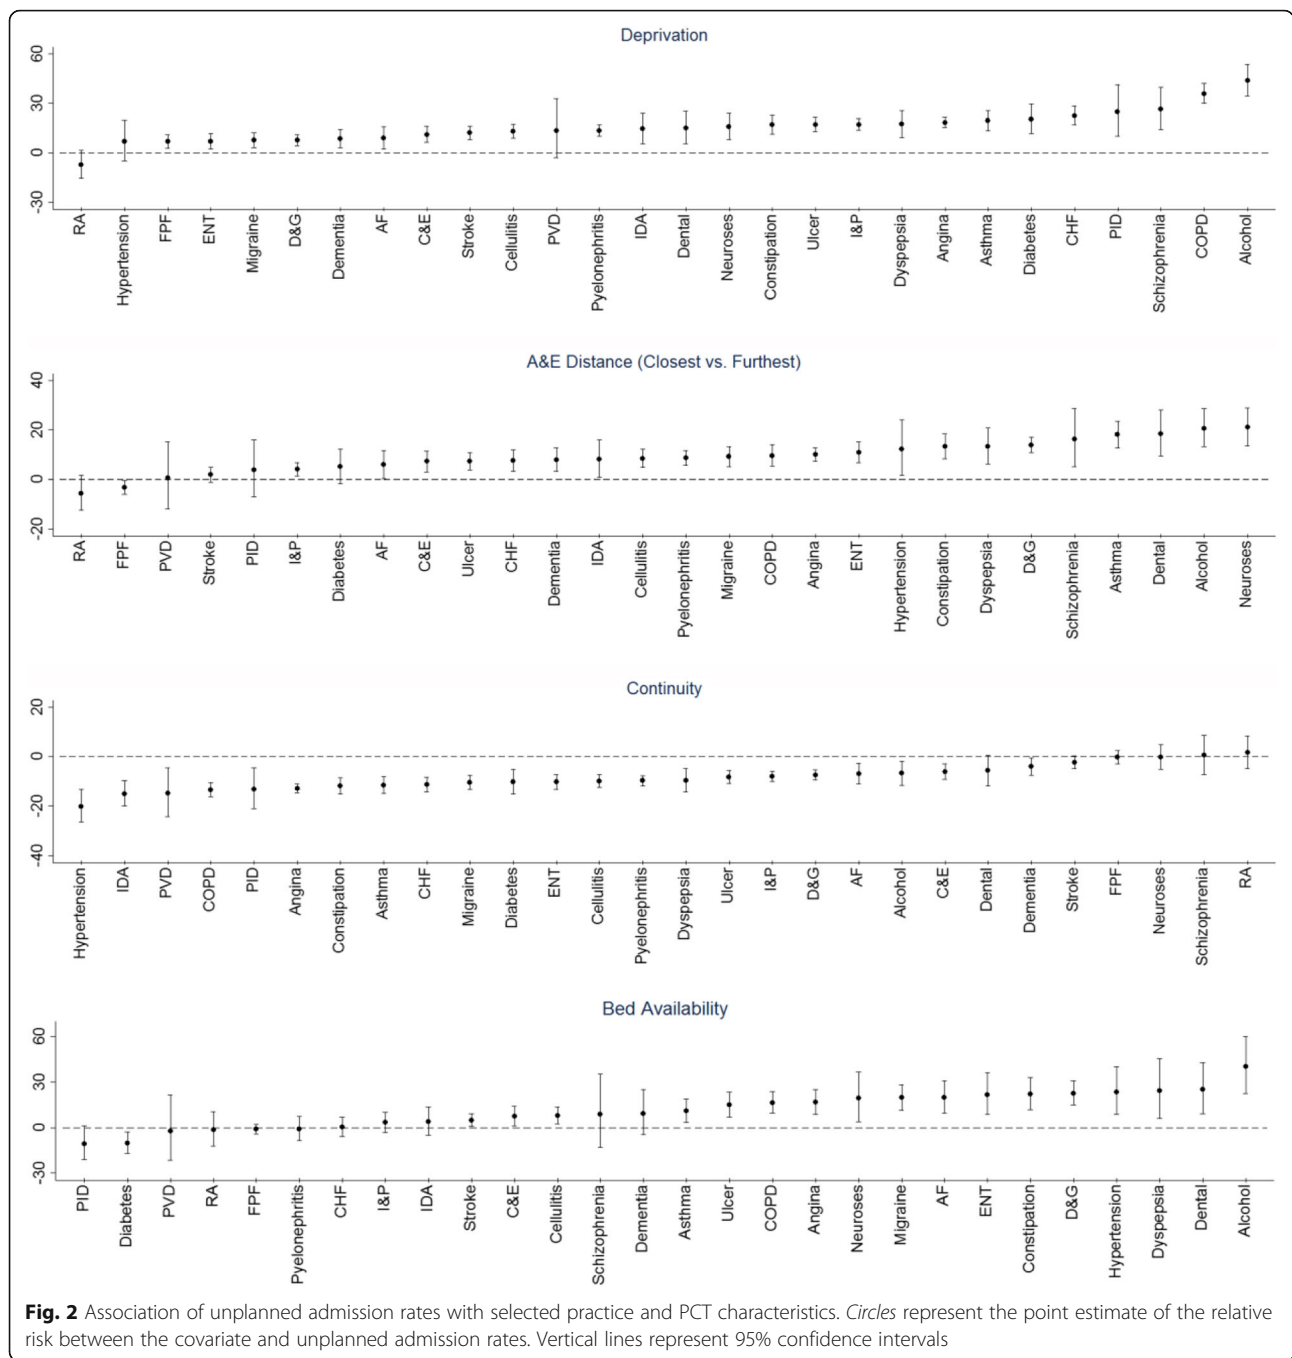 Deprivation
60
30
0
-30
RA
Hypertension
FPF
ENT
Migraine
D&G
Dementia
AF
C&E
Stroke
Cellulitis
PVD
Pyelonephritis
IDA
Dental
Neuroses
Constipation
Ulcer
I&P
Dyspepsia
Angina
Asthma
Diabetes
CHF
PID
Schizophrenia
COPD
Alcohol
A&E Distance (Closest vs. Furthest)
40
20
0
-20
RA
FPF
PVD
Stroke
PID
I&P
Diabetes
AF
C&E
Ulcer
CHF
Dementia
IDA
Cellulitis
Pyelonephritis
Migraine
COPD
Angina
ENT
Hypertension
Constipation
Dyspepsia
D&G
Schizophrenia
Asthma
Dental
Alcohol
Neuroses
Continuity
20
0
-20
-40
Hypertension
IDA
PVD
COPD
PID
Angina
Constipation
Asthma
CHF
Migraine
Diabetes
ENT
Cellulitis
Pyelonephritis
Dyspepsia
Ulcer
I&P
D&G
AF
Alcohol
C&E
Dental
Dementia
Stroke
FPF
Neuroses
Schizophrenia
RA
Bed Availability
60
30
0
-30
PID
Diabetes
PVD
RA
FPF
Pyelonephritis
CHF
I&P
IDA
Stroke
C&E
Cellulitis
Schizophrenia
Dementia
Asthma
Ulcer
COPD
Angina
Neuroses
Migraine
AF
ENT
Constipation
D&G
Hypertension
Dyspepsia
Dental
Alcohol
Fig. 2 Association of unplanned admission rates with selected practice and PCT characteristics. Circles represent the point estimate of the relative
risk between the covariate and unplanned admission rates. Vertical lines represent 95% confidence intervals